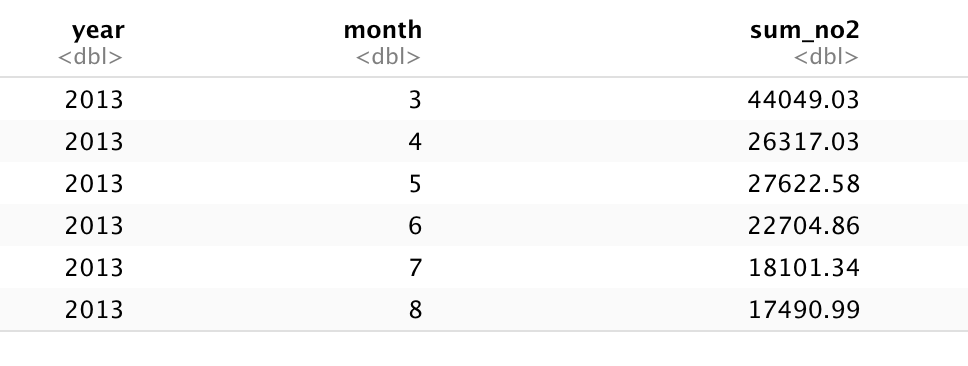 year month sum_no2
<dbl> <dbl> <dbl>
2013 3 44049.03
2013 4 26317.03
2013 5 27622.58
2013 6 22704.86
2013 7 18101.34
2013 8 17490.99